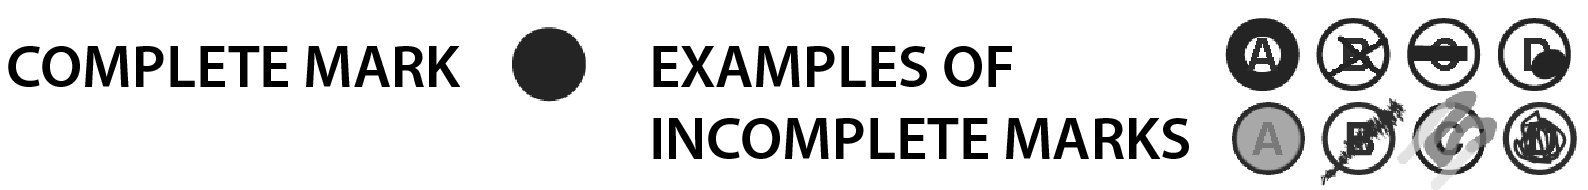 COMPLETE MARK
EXAMPLES OF
INCOMPLETE MARKS
A B C D
A B C D